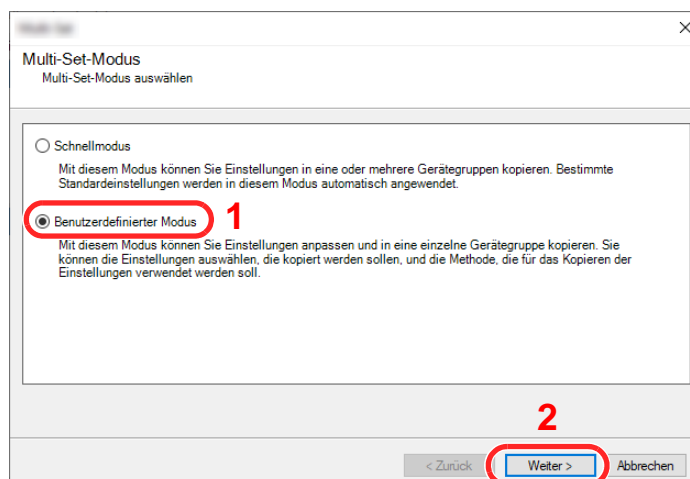 Multi-Set-Modus
Multi-Set-Modus auswählen
Schnellmodus
Mit diesem Modus können Sie Einstellungen in eine oder mehrere Gerätegruppen kopieren. Bestimmte
Standardeinstellungen werden in diesem Modus automatisch angewendet.
Benutzerdefinierter Modus 1
Mit diesem Modus können Sie Einstellungen anpassen und in eine einzelne Gerätegruppe kopieren. Sie
können die Einstellungen auswählen, die kopiert werden sollen, und die Methode, die für das Kopieren der
Einstellungen verwendet werden soll.
2
< Zurück Weiter > Abbrechen